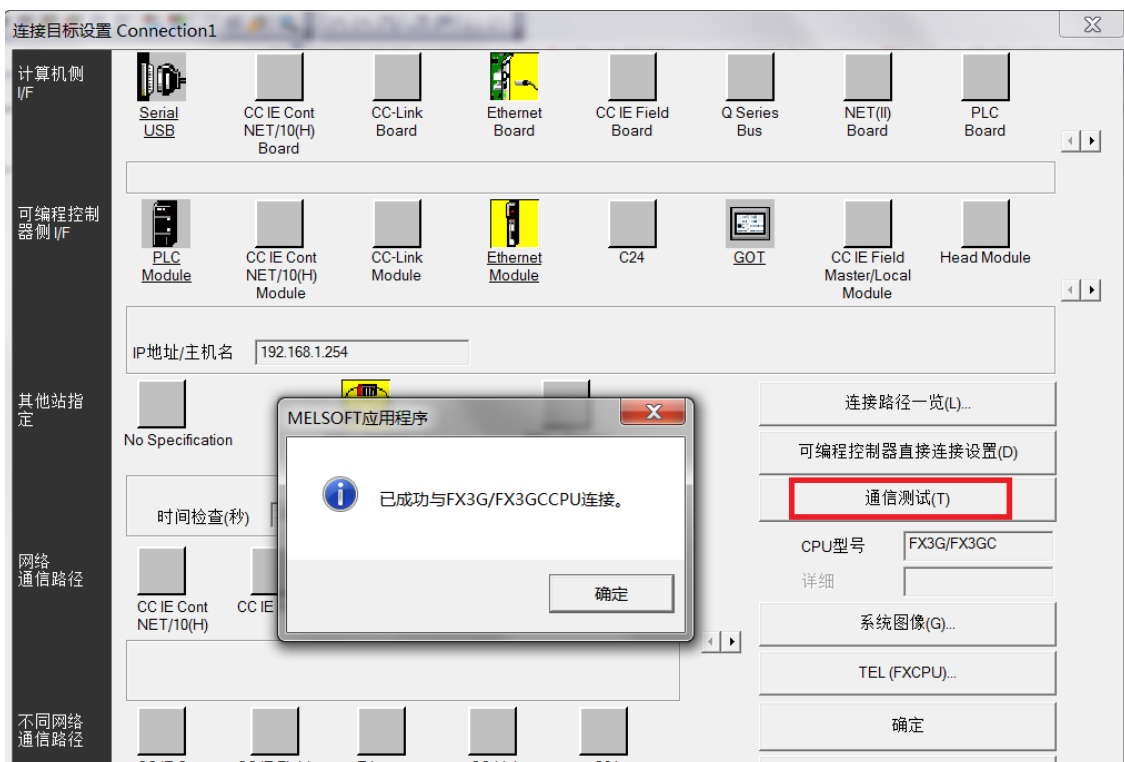 连接目标设置 Connection1
计算机侧
I/F
Serial
USB
CC IE Cont
NET/10(H)
Board
CC-Link
Board
Ethernet
Board
CC IE Field
Board
Q Series
Bus
NET(II)
Board
PLC
Board
可编程控制
器侧 I/F
PLC
Module
CC IE Cont
NET/10(H)
Module
CC-Link
Module
Ethernet
Module
C24
GOT
CC IE Field
Master/Local
Module
Head Module
IP地址/主机名 192.168.1.254
其他站指
定
No Specification
连接路径一览(L)...
可编程控制器直接连接设置(D)
通信测试(T)
MELSOFT应用程序
已成功与FX3G/FX3GCCPU连接。
确定
时间检查(秒)
CPU型号 FX3G/FX3GC
详细
网络
通信路径
CC IE Cont
NET/10(H)
CC IE
系统图像(G)...
TEL (FXCPU)...
不同网络
通信路径
确定